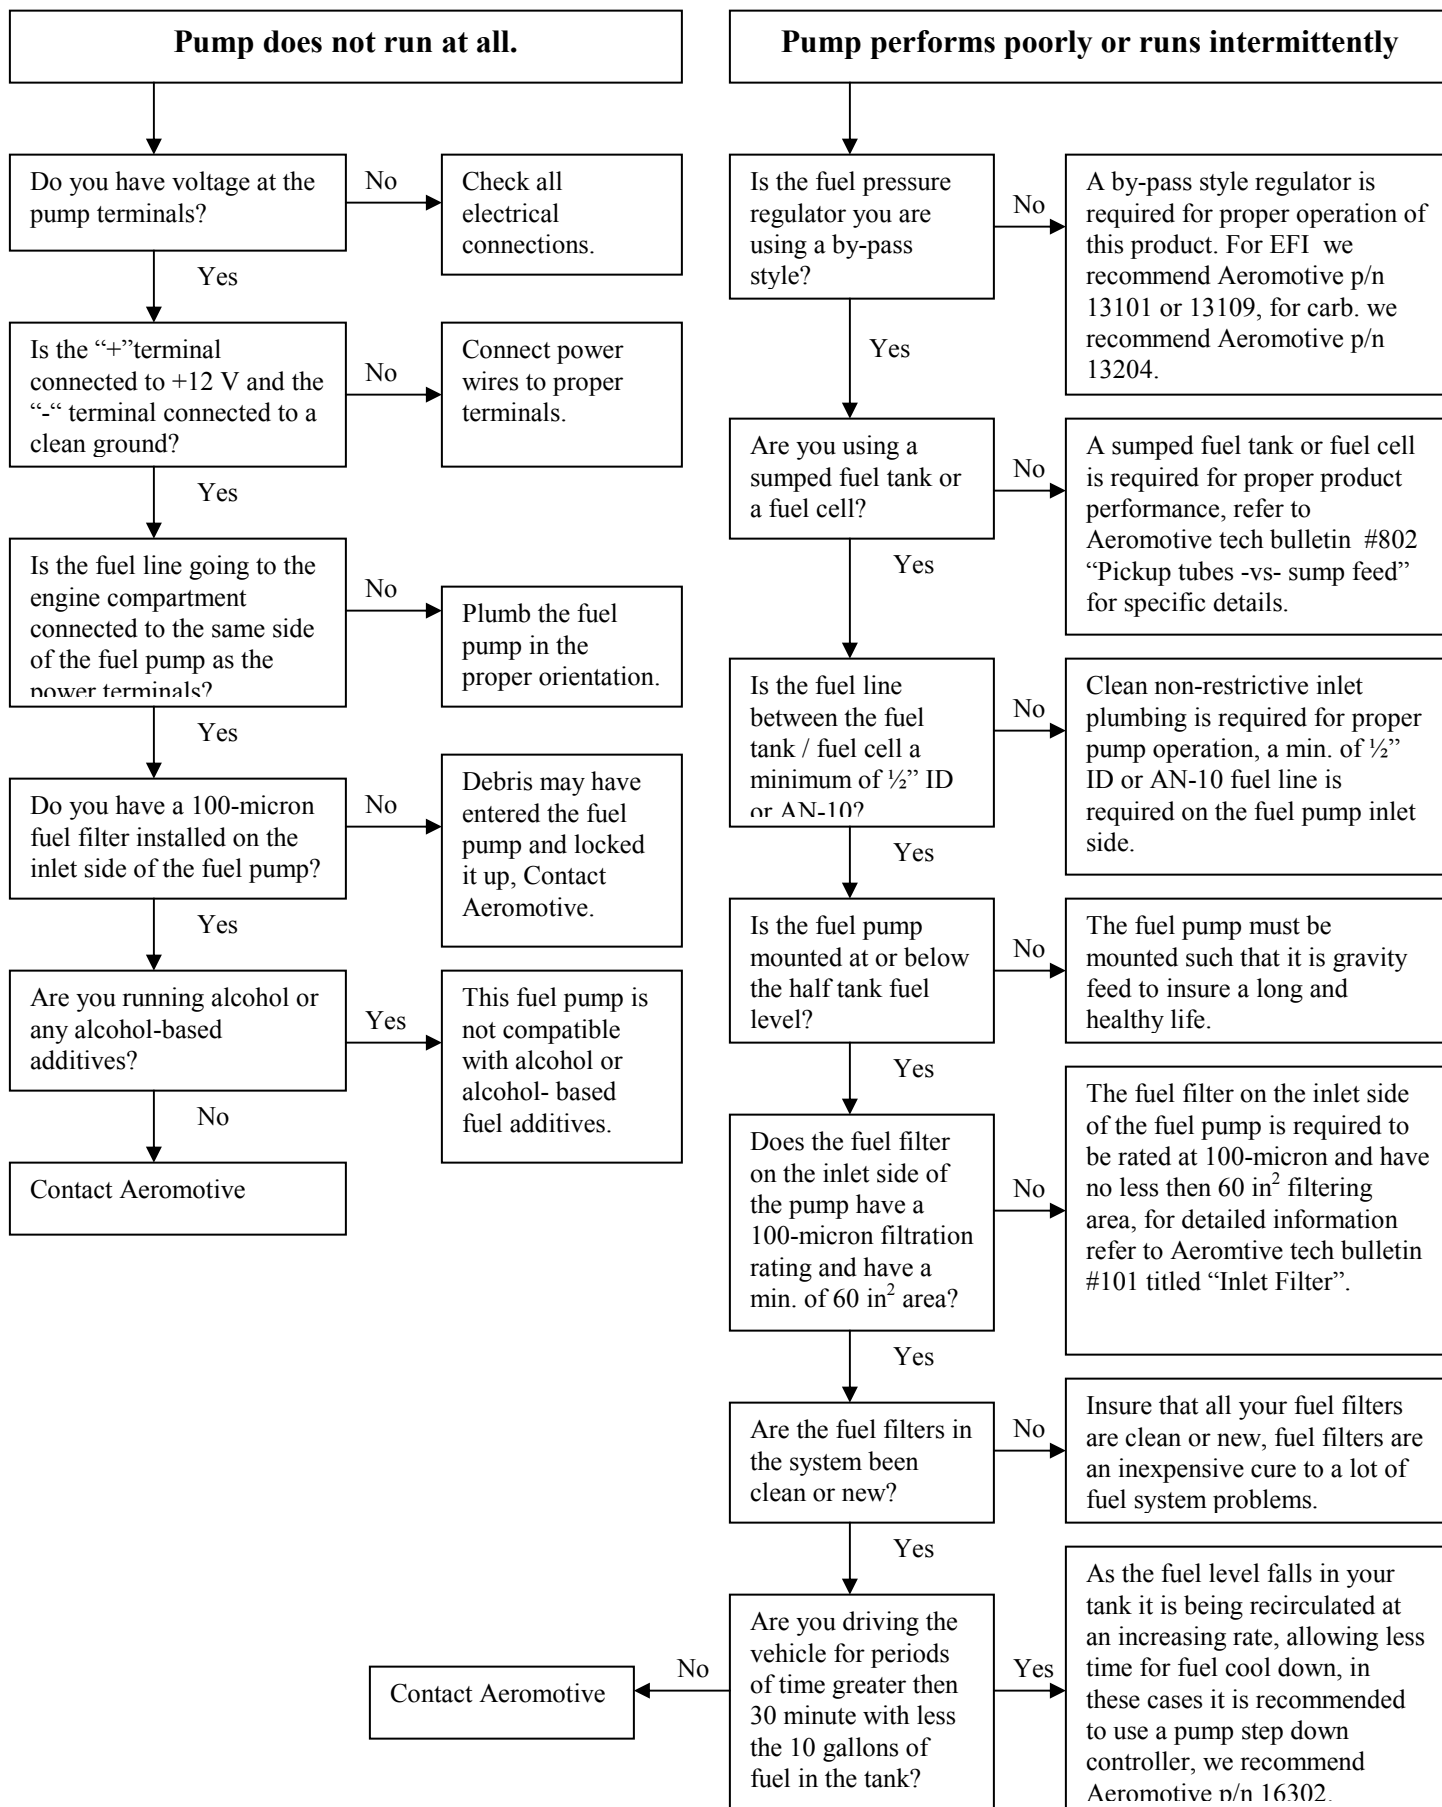 Pump does not run at all.
Do you have voltage at the
pump terminals?
No
Check all
electrical
connections.
Yes
Is the “+”terminal
connected to +12 V and the
“-“ terminal connected to a
clean ground?
No
Connect power
wires to proper
terminals.
Yes
Is the fuel line going to the
engine compartment
connected to the same side
of the fuel pump as the
power terminals?
No
Plumb the fuel
pump in the
proper orientation.
Yes
Do you have a 100-micron
fuel filter installed on the
inlet side of the fuel pump?
No
Debris may have
entered the fuel
pump and locked
it up, Contact
Aeromotive.
Yes
Are you running alcohol or
any alcohol-based
additives?
Yes
This fuel pump is
not compatible
with alcohol or
alcohol- based
fuel additives.
No
Contact Aeromotive
Pump performs poorly or runs intermittently
Is the fuel pressure
regulator you are
using a by-pass
style?
No
A by-pass style regulator is
required for proper operation of
this product. For EFI  we
recommend Aeromotive p/n
13101 or 13109, for carb. we
recommend Aeromotive p/n
13204.
Yes
Are you using a
sumped fuel tank or
a fuel cell?
No
A sumped fuel tank or fuel cell
is required for proper product
performance, refer to
Aeromotive tech bulletin  #802
“Pickup tubes -vs- sump feed”
for specific details.
Yes
Is the fuel line
between the fuel
tank / fuel cell a
minimum of ½” ID
or AN-10?
No
Clean non-restrictive inlet
plumbing is required for proper
pump operation, a min. of ½”
ID or AN-10 fuel line is
required on the fuel pump inlet
side.
Yes
Is the fuel pump
mounted at or below
the half tank fuel
level?
No
The fuel pump must be
mounted such that it is gravity
feed to insure a long and
healthy life.
Yes
Does the fuel filter
on the inlet side of
the pump have a
100-micron filtration
rating and have a
min. of 60 in² area?
No
The fuel filter on the inlet side
of the fuel pump is required to
be rated at 100-micron and have
no less then 60 in² filtering
area, for detailed information
refer to Aeromtive tech bulletin
#101 titled “Inlet Filter”.
Yes
Are the fuel filters in
the system been
clean or new?
No
Insure that all your fuel filters
are clean or new, fuel filters are
an inexpensive cure to a lot of
fuel system problems.
Yes
Are you driving the
vehicle for periods
of time greater then
30 minute with less
the 10 gallons of
fuel in the tank?
No
Contact Aeromotive
Yes
As the fuel level falls in your
tank it is being recirculated at
an increasing rate, allowing less
time for fuel cool down, in
these cases it is recommended
to use a pump step down
controller, we recommend
Aeromotive p/n 16302.